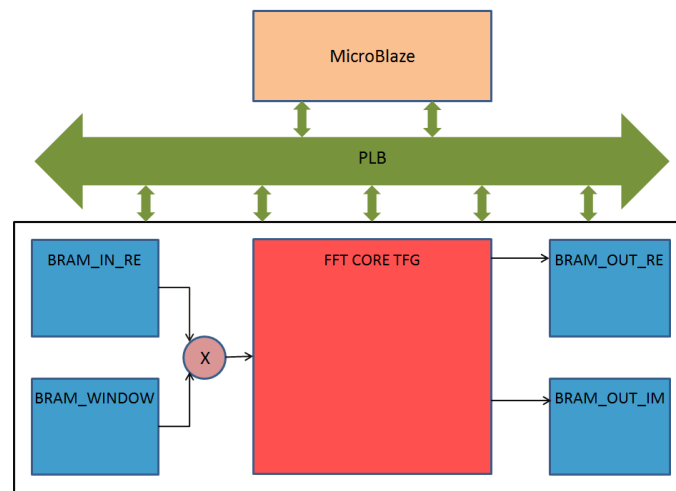 MicroBlaze
PLB
BRAM_IN_RE
FFT CORE TFG
BRAM_OUT_RE
X
BRAM_WINDOW
BRAM_OUT_IM